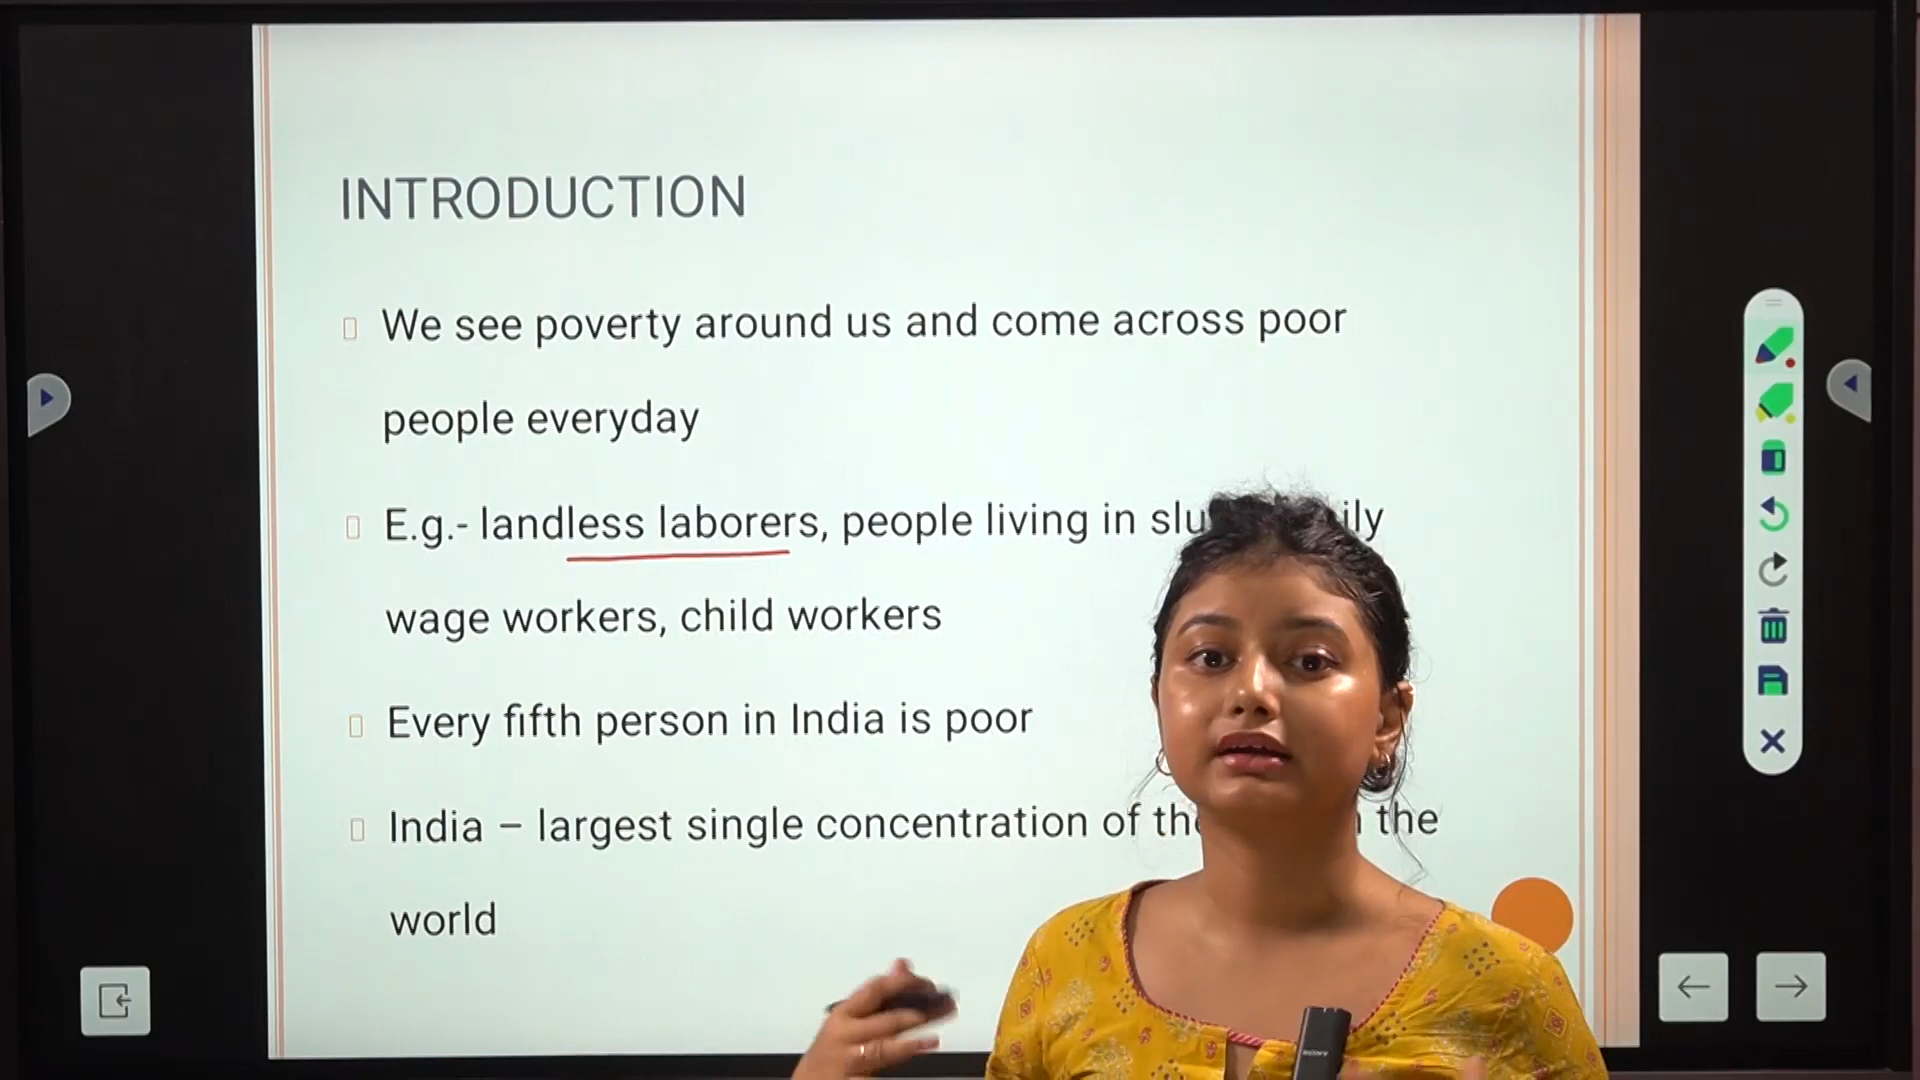 INTRODUCTION
We see poverty around us and come across poor
people everyday
E.g.- landless laborers, people living in
wage workers, child workers
Every fifth person in India is poor
India – largest single concentration of the
world